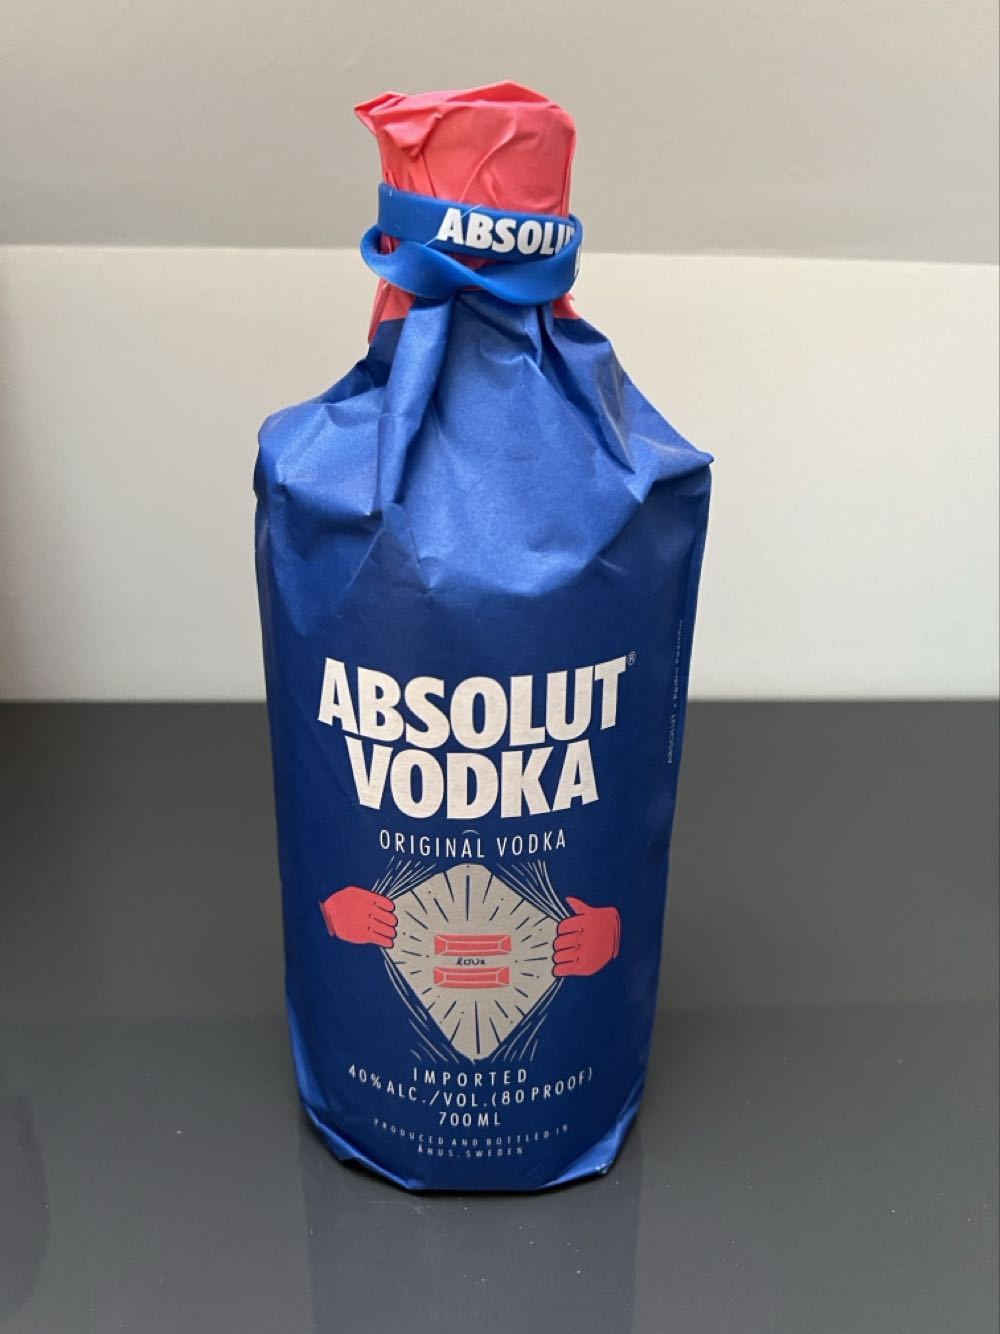 ABSOLUT
ABSOLUT
VODKA
ORIGINAL VODKA
love
IMPORTED
40% ALC./VOL.(80 PROOF)
700ML
PRODUCED AND BOTTLED IN
ÅHUS, SWEDEN
ABSOLUT